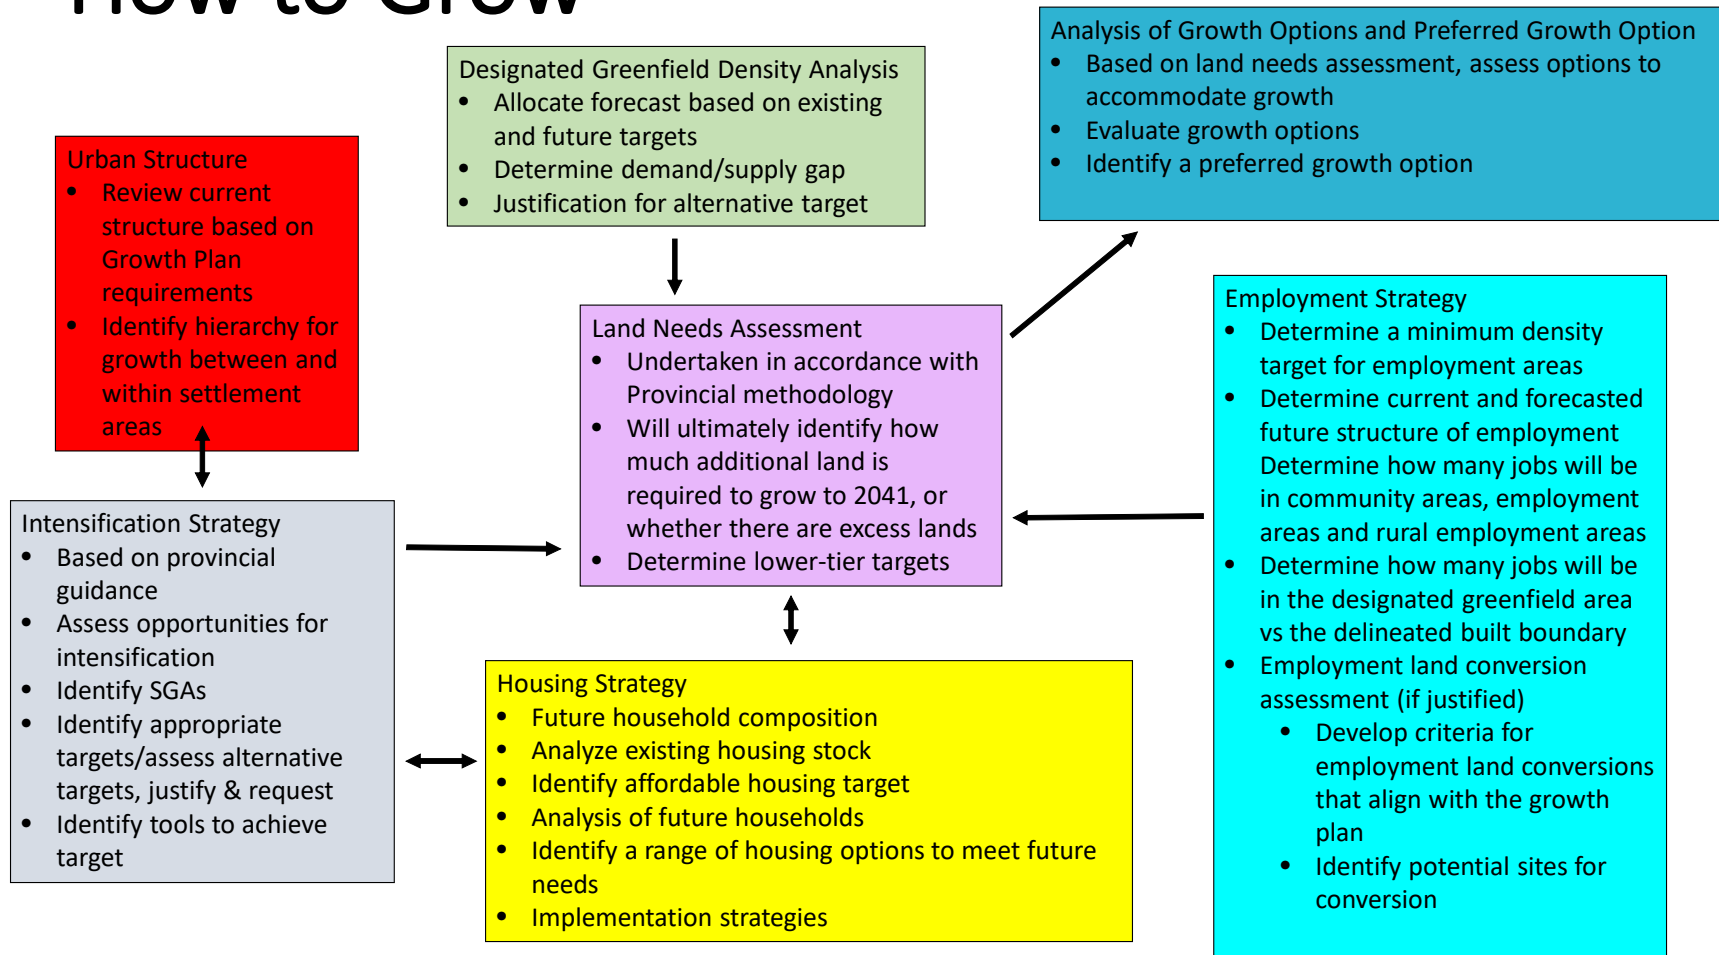 How to Grow
Designated Greenfield Density Analysis
• Allocate forecast based on existing
and future targets
• Determine demand/supply gap
• Justification for alternative target
Analysis of Growth Options and Preferred Growth Option
• Based on land needs assessment, assess options to
accommodate growth
• Evaluate growth options
• Identify a preferred growth option
Urban Structure
• Review current
structure based on
Growth Plan
requirements
• Identify hierarchy for
growth between and
within settlement
areas
Land Needs Assessment
• Undertaken in accordance with
Provincial methodology
• Will ultimately identify how
much additional land is
required to grow to 2041, or
whether there are excess lands
• Determine lower-tier targets
Employment Strategy
• Determine a minimum density
target for employment areas
• Determine current and forecasted
future structure of employment
Determine how many jobs will be
in community areas, employment
areas and rural employment areas
• Determine how many jobs will be
in the designated greenfield area
vs the delineated built boundary
• Employment land conversion
assessment (if justified)
• Develop criteria for
employment land conversions
that align with the growth
plan
• Identify potential sites for
conversion
Intensification Strategy
• Based on provincial
guidance
• Assess opportunities for
intensification
• Identify SGAs
• Identify appropriate
targets/assess alternative
targets, justify & request
• Identify tools to achieve
target
Housing Strategy
• Future household composition
• Analyze existing housing stock
• Identify affordable housing target
• Analysis of future households
• Identify a range of housing options to meet future
needs
• Implementation strategies